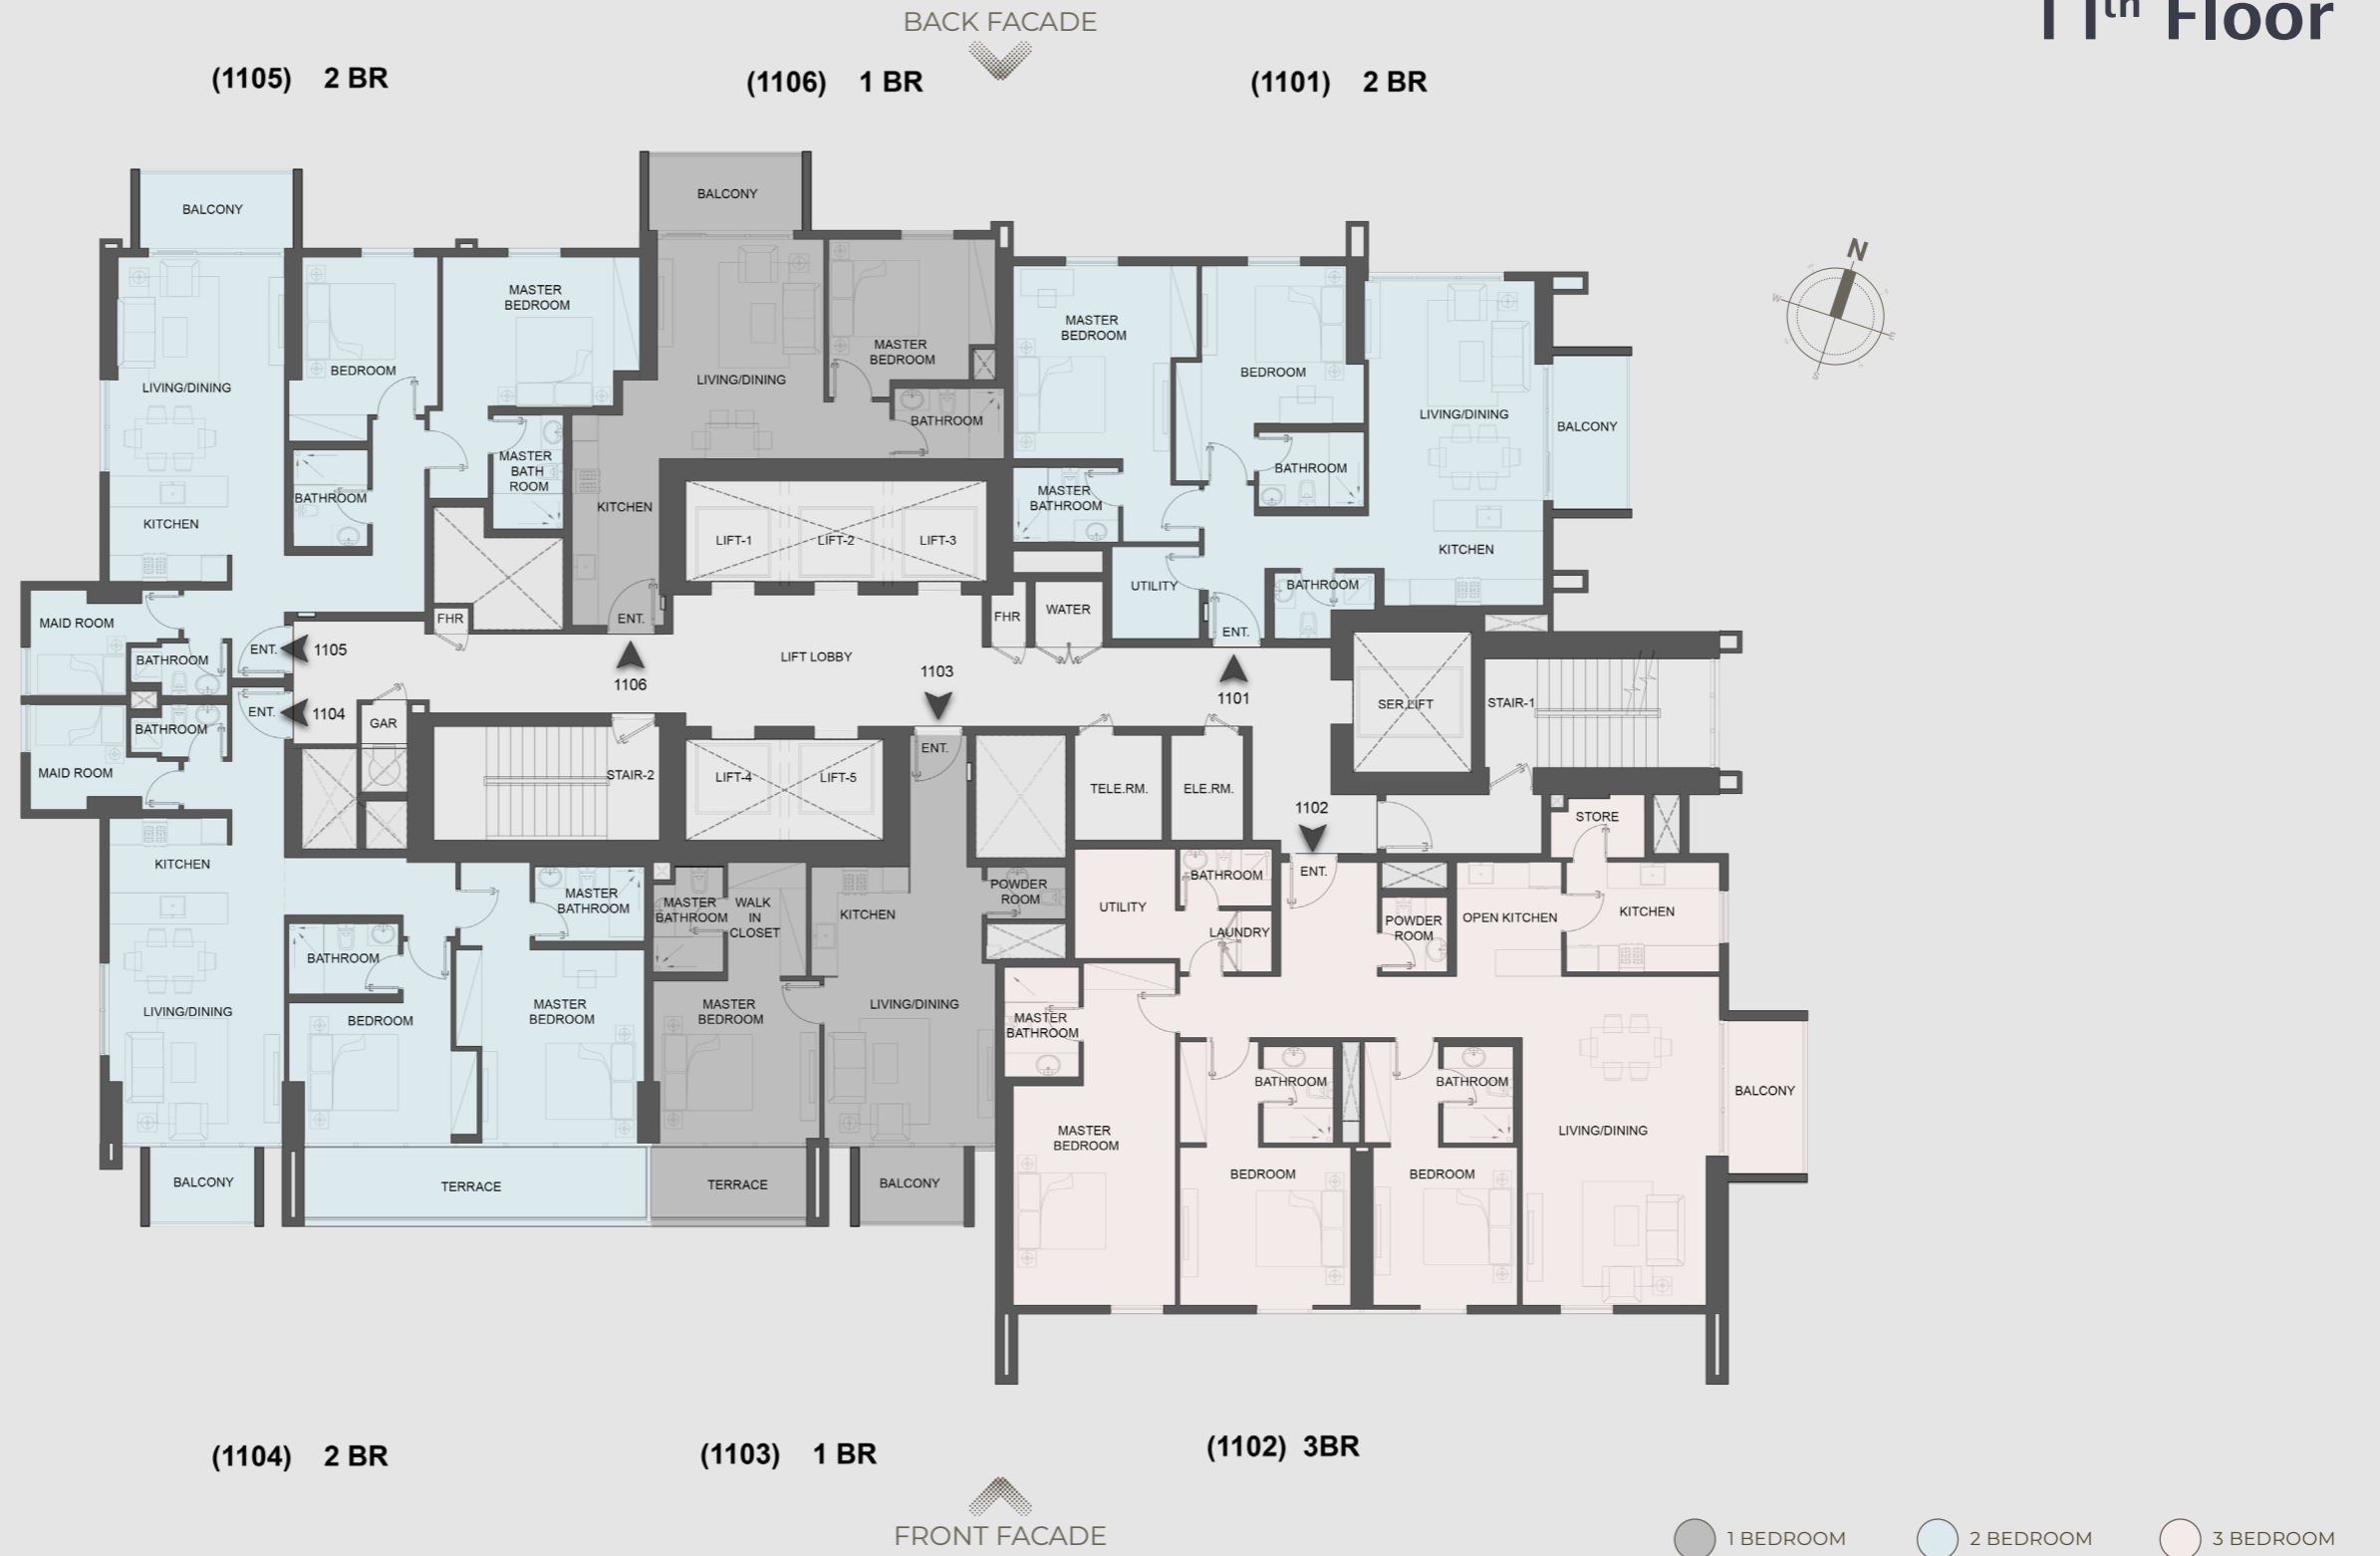 BACK FACADE
11th Floor
(1105) 2 BR
(1106) 1 BR
(1101) 2 BR
BALCONY
BALCONY
N
W
E
S
MASTER
BEDROOM
BEDROOM
LIVING/DINING
MASTER
BATH
ROOM
BATHROOM
KITCHEN
LIVING/DINING
MASTER
BEDROOM
BATHROOM
KITCHEN
ENT.
MASTER
BEDROOM
BEDROOM
LIVING/DINING
BALCONY
MASTER
BATHROOM
BATHROOM
KITCHEN
UTILITY
BATHROOM
ENT.
LIFT-1
LIFT-2
LIFT-3
FHR
FHR
WATER
MAID ROOM
BATHROOM
ENT.
1105
LIFT LOBBY
1106
1103
1101
ENT.
1104
BATHROOM
MAID ROOM
GAR
STAIR-2
LIFT-4
LIFT-5
ENT.
TELE.RM.
ELE.RM.
SER.LIFT
STAIR-1
1102
STORE
KITCHEN
MASTER
BATHROOM
BATHROOM
LIVING/DINING
BEDROOM
MASTER
BEDROOM
BALCONY
TERRACE
MASTER
BATHROOM
WALK
IN
CLOSET
KITCHEN
POWDER
ROOM
MASTER
BEDROOM
LIVING/DINING
TERRACE
BALCONY
UTILITY
BATHROOM
LAUNDRY
ENT.
POWDER
ROOM
OPEN KITCHEN
KITCHEN
MASTER
BATHROOM
BATHROOM
BATHROOM
MASTER
BEDROOM
BEDROOM
BEDROOM
LIVING/DINING
BALCONY
(1104) 2 BR
(1103) 1 BR
(1102) 3BR
FRONT FACADE
1 BEDROOM
2 BEDROOM
3 BEDROOM